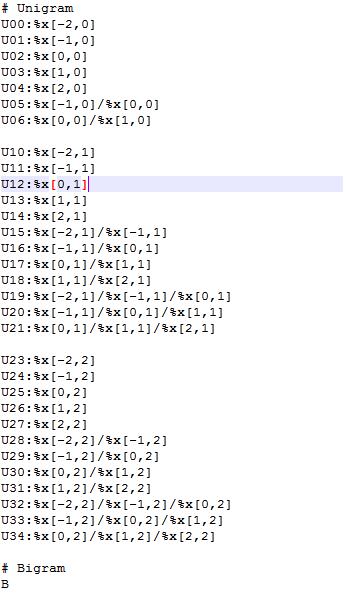 # Unigram
U00:%x[-2,0]
U01:%x[-1,0]
U02:%x[0,0]
U03:%x[1,0]
U04:%x[2,0]
U05:%x[-1,0]/%x[0,0]
U06:%x[0,0]/%x[1,0]

U10:%x[-2,1]
U11:%x[-1,1]
U12:%x[0,1]
U13:%x[1,1]
U14:%x[2,1]
U15:%x[-2,1]/%x[-1,1]
U16:%x[-1,1]/%x[0,1]
U17:%x[0,1]/%x[1,1]
U18:%x[1,1]/%x[2,1]
U19:%x[-2,1]/%x[-1,1]/%x[0,1]
U20:%x[-1,1]/%x[0,1]/%x[1,1]
U21:%x[0,1]/%x[1,1]/%x[2,1]

U23:%x[-2,2]
U24:%x[-1,2]
U25:%x[0,2]
U26:%x[1,2]
U27:%x[2,2]
U28:%x[-2,2]/%x[-1,2]
U29:%x[-1,2]/%x[0,2]
U30:%x[0,2]/%x[1,2]
U31:%x[1,2]/%x[2,2]
U32:%x[-2,2]/%x[-1,2]/%x[0,2]
U33:%x[-1,2]/%x[0,2]/%x[1,2]
U34:%x[0,2]/%x[1,2]/%x[2,2]

# Bigram
B